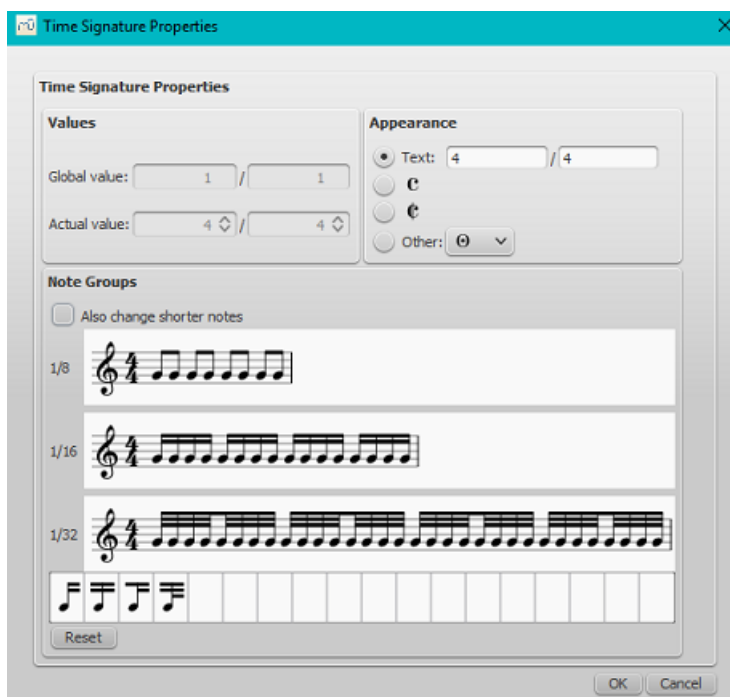 Time Signature Properties
Time Signature Properties
Values
Global value: 1 / 1
Actual value: 4 / 4
Appearance
Text: 4 / 4
Other:
Note Groups
Also change shorter notes
1/8
1/16
1/32
Reset
OK Cancel